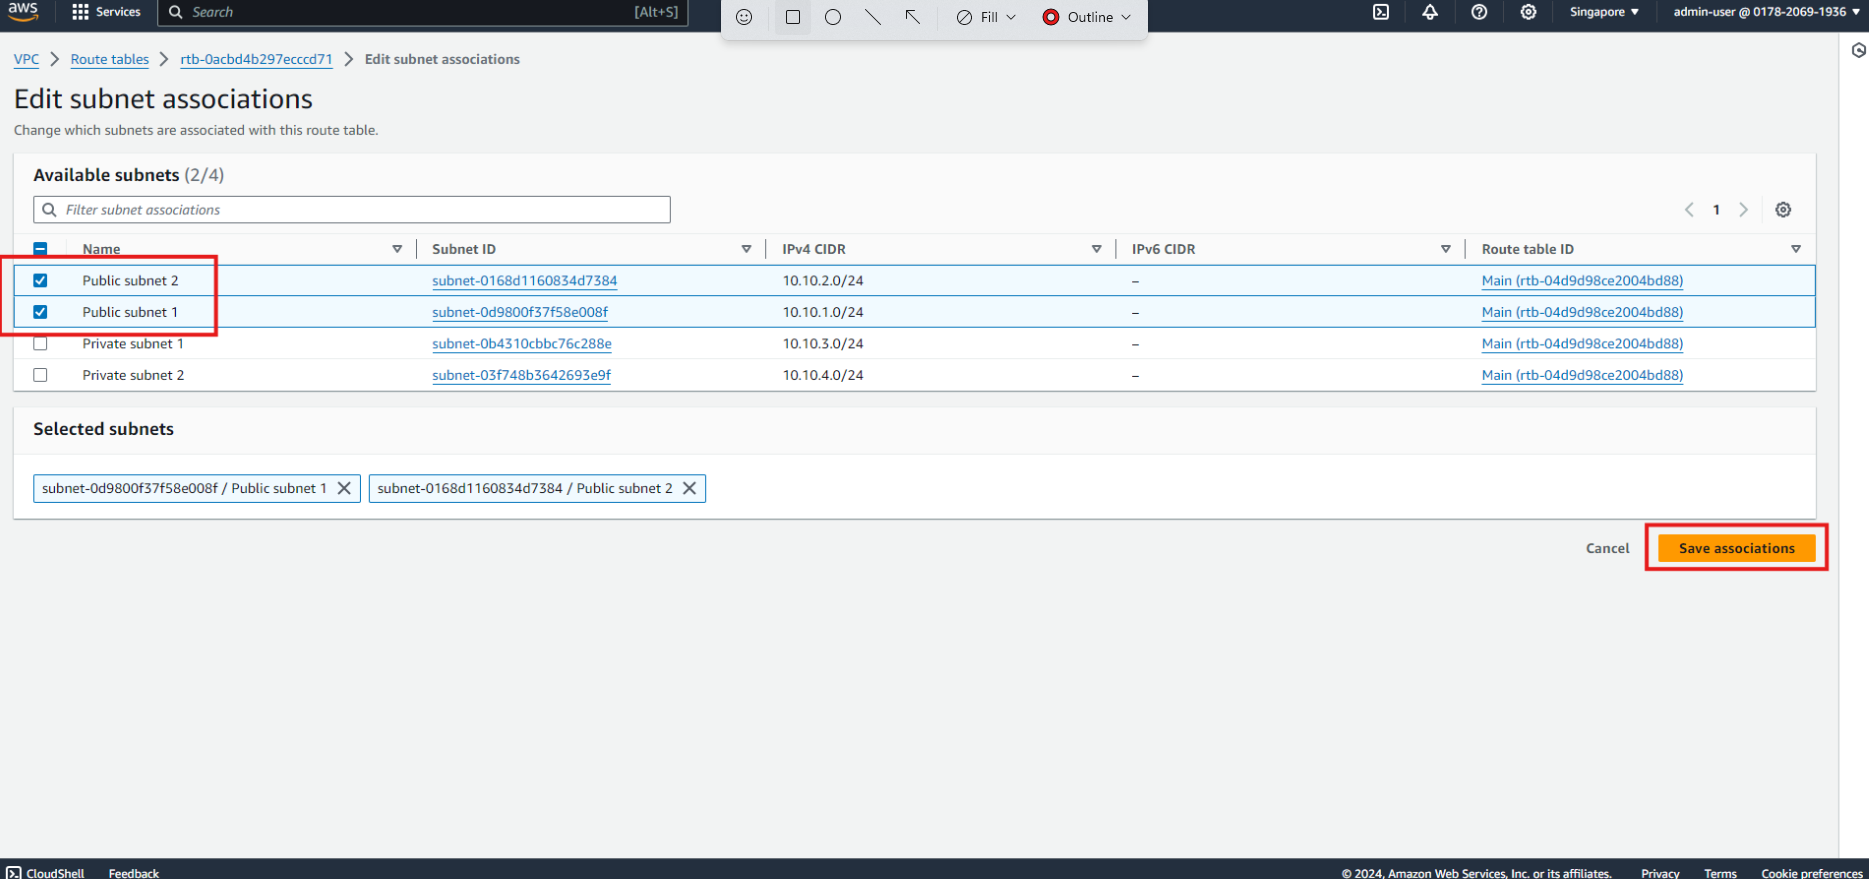 aws Services Search [Alt+S] Fill Outline Singapore admin-user @ 0178-2069-1936
VPC Route tables rtb-0acbd4b297ecccd71 Edit subnet associations
Edit subnet associations
Change which subnets are associated with this route table.
Available subnets (2/4)
Filter subnet associations 1
Name Subnet ID IPv4 CIDR IPv6 CIDR Route table ID
Public subnet 2 subnet-0168d1160834d7384 10.10.2.0/24 – Main (rtb-04d9d98ce2004bd88)
Public subnet 1 subnet-0d9800f37f58e008f 10.10.1.0/24 – Main (rtb-04d9d98ce2004bd88)
Private subnet 1 subnet-0b4310cbbc76c288e 10.10.3.0/24 – Main (rtb-04d9d98ce2004bd88)
Private subnet 2 subnet-03f748b3642693e9f 10.10.4.0/24 – Main (rtb-04d9d98ce2004bd88)
Selected subnets
subnet-0d9800f37f58e008f / Public subnet 1 subnet-0168d1160834d7384 / Public subnet 2
Cancel Save associations
CloudShell Feedback © 2024, Amazon Web Services, Inc. or its affiliates. Privacy Terms Cookie preferences